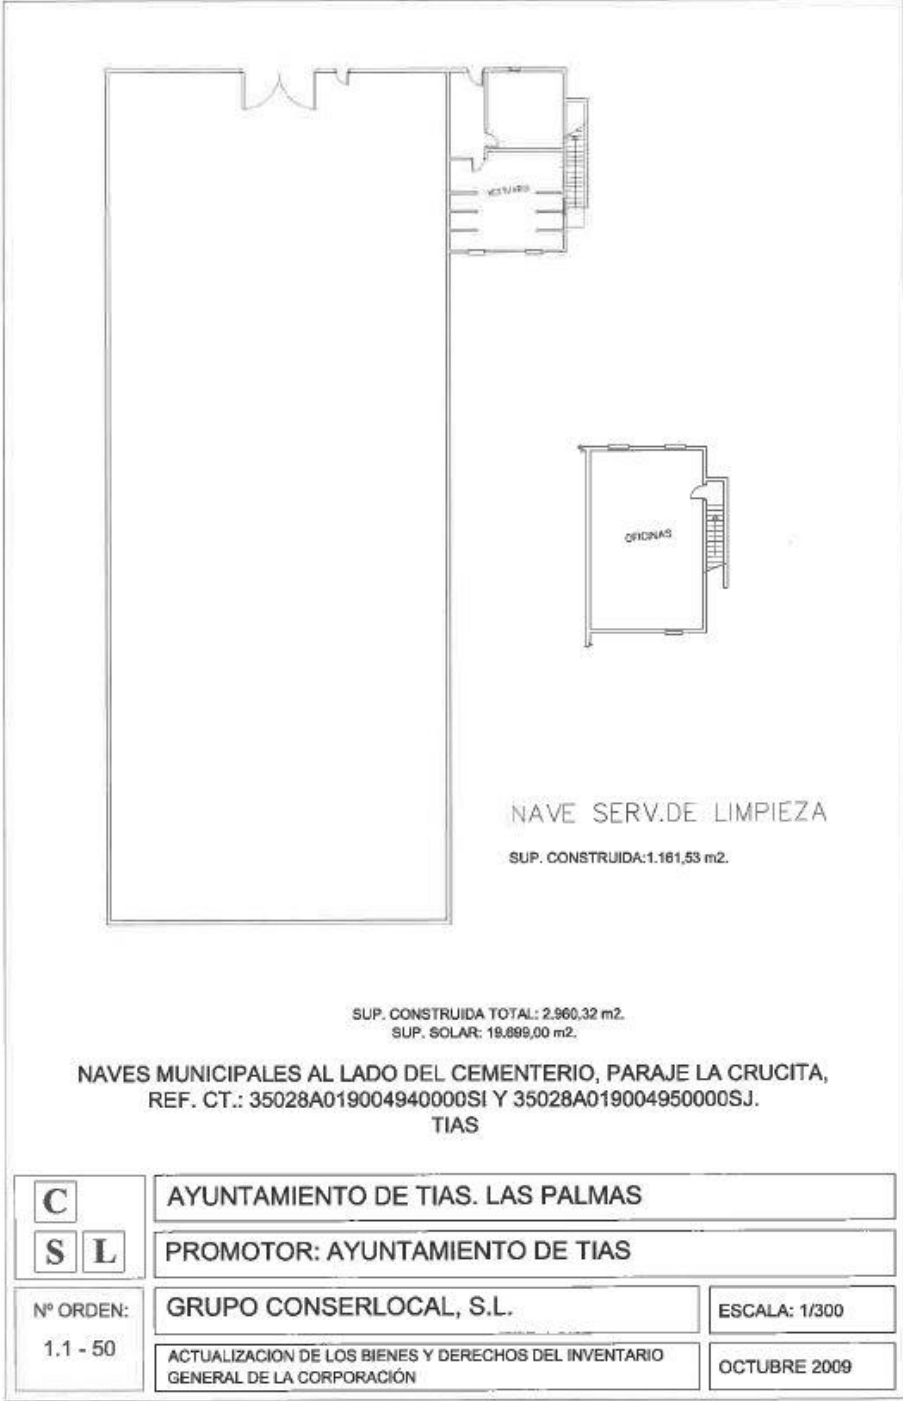 VESTUARIO
OFICINAS
NAVE SERV.DE LIMPIEZA
SUP. CONSTRUIDA:1.161,53 m2.
SUP. CONSTRUIDA TOTAL: 2.960,32 m2.
SUP. SOLAR: 19.699,00 m2.
NAVES MUNICIPALES AL LADO DEL CEMENTERIO, PARAJE LA CRUCITA,
REF. CT.: 35028A019004940000SI Y 35028A019004950000SJ.
TIAS
C
S L
AYUNTAMIENTO DE TIAS. LAS PALMAS
PROMOTOR: AYUNTAMIENTO DE TIAS
Nº ORDEN:
1.1 - 50
GRUPO CONSERLOCAL, S.L.
ESCALA: 1/300
ACTUALIZACION DE LOS BIENES Y DERECHOS DEL INVENTARIO
GENERAL DE LA CORPORACIÓN
OCTUBRE 2009